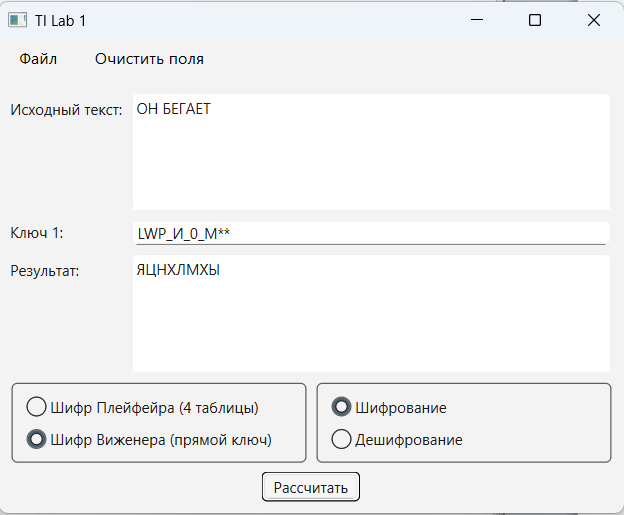 TI Lab 1
Файл Очистить поля
Исходный текст: ОН БЕГАЕТ
Ключ 1: LWP_И_0_М**
Результат: ЯЦНХЛМХЫ
Шифр Плейфейра (4 таблицы)
Шифр Виженера (прямой ключ)
Шифрование
Дешифрование
Рассчитать